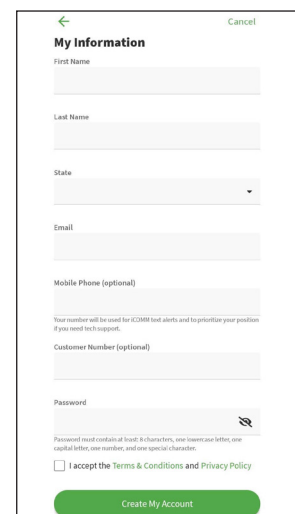 Cancel
My Information
First Name
Last Name
State
Email
Mobile Phone (optional)
Your number will be used for iCOMM text alerts and to prioritize your position
if you need tech support.
Customer Number (optional)
Password
Password must contain at least: 8 characters, one lowercase letter, one
capital letter, one number, and one special character.
I accept the Terms & Conditions and Privacy Policy
Create My Account